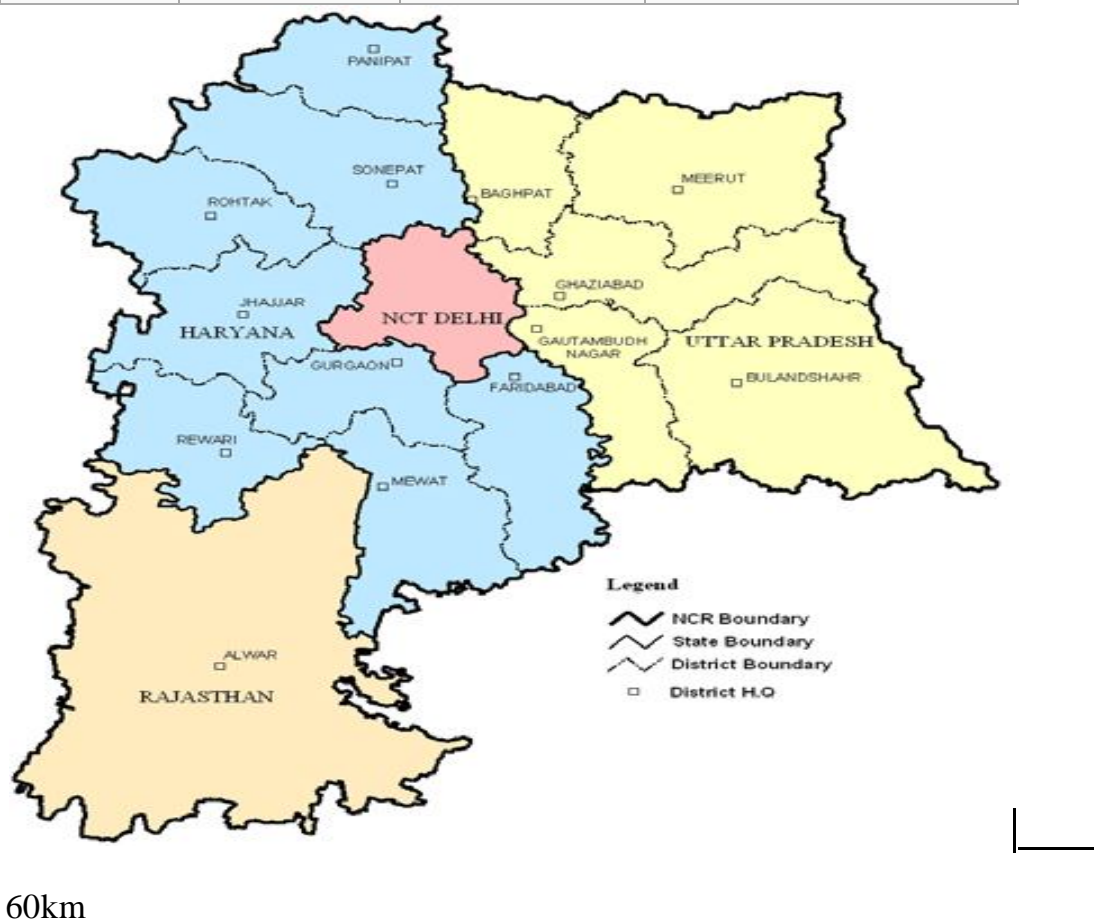 PANIPAT
SONEPAT
MEERUT
BAGHPAT
ROHTAK
GHAZIABAD
JHAJJAR
NCT DELHI
HARYANA
GAUTAMBUDH
NAGAR
UTTAR PRADESH
GURGAON
FARIDABAD
BULANDSHAHR
REWARI
MEWAT
Legend
NCR Boundary
State Boundary
District Boundary
District H.Q
ALWAR
RAJASTHAN
60km